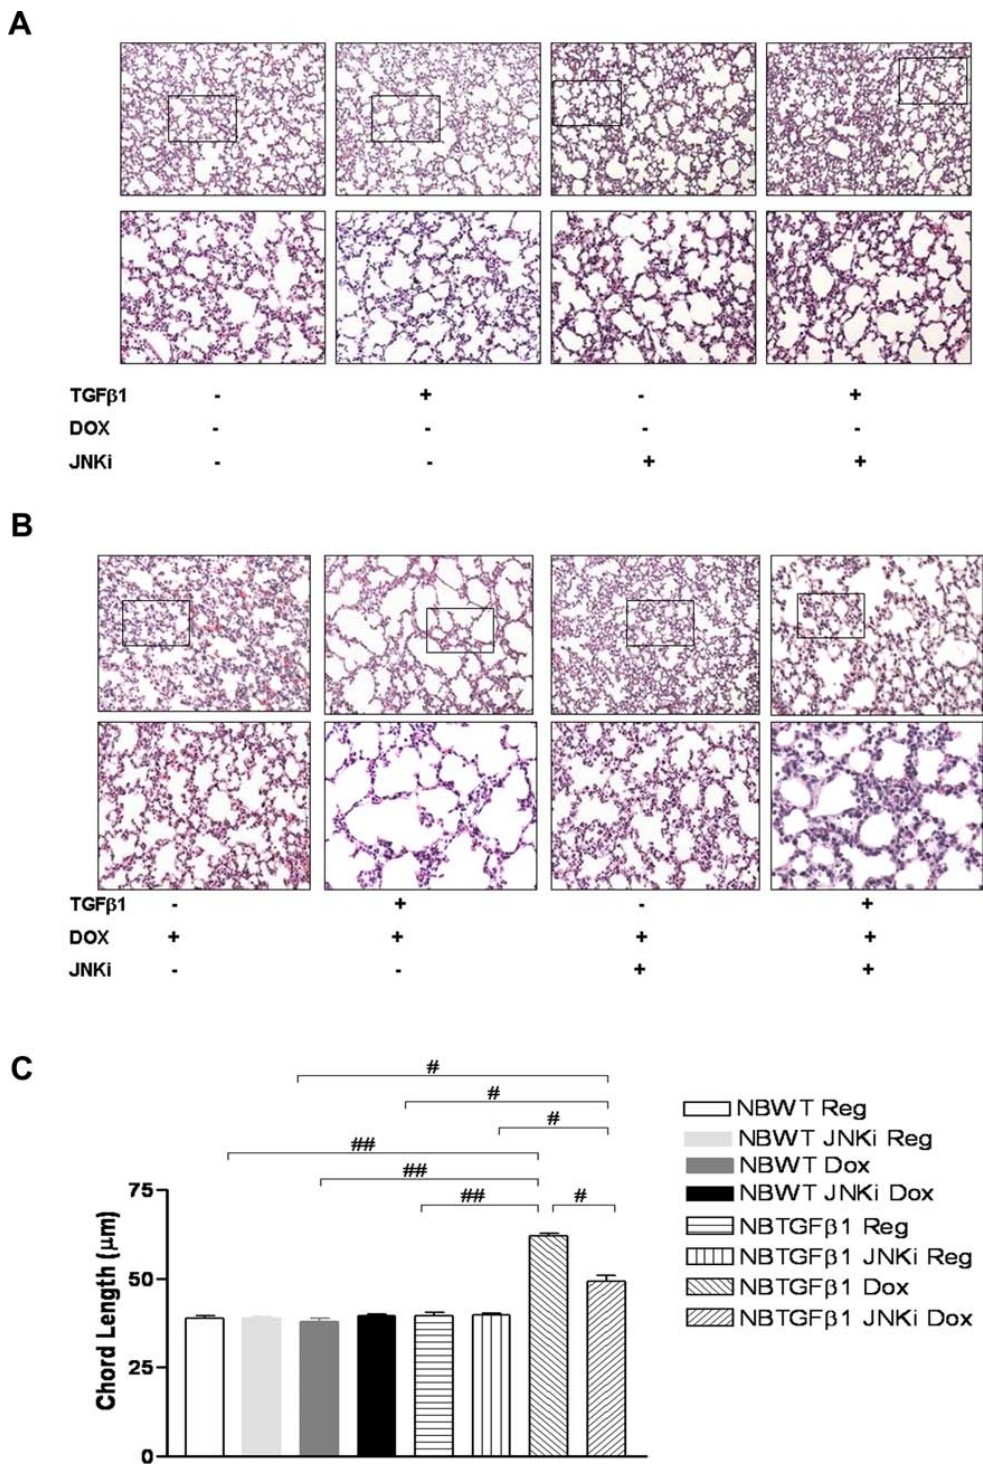 A
TGFβ1 - + - +
DOX - - - -
JNKi - - + +
B
TGFβ1 - + - +
DOX + + + +
JNKi - - + +
C
#
#
#
##
##
## #
75
50
25
0
Chord Length (μm)
NBWT Reg
NBWT JNKi Reg
NBWT Dox
NBWT JNKi Dox
NBTGFβ1 Reg
NBTGFβ1 JNKi Reg
NBTGFβ1 Dox
NBTGFβ1 JNKi Dox